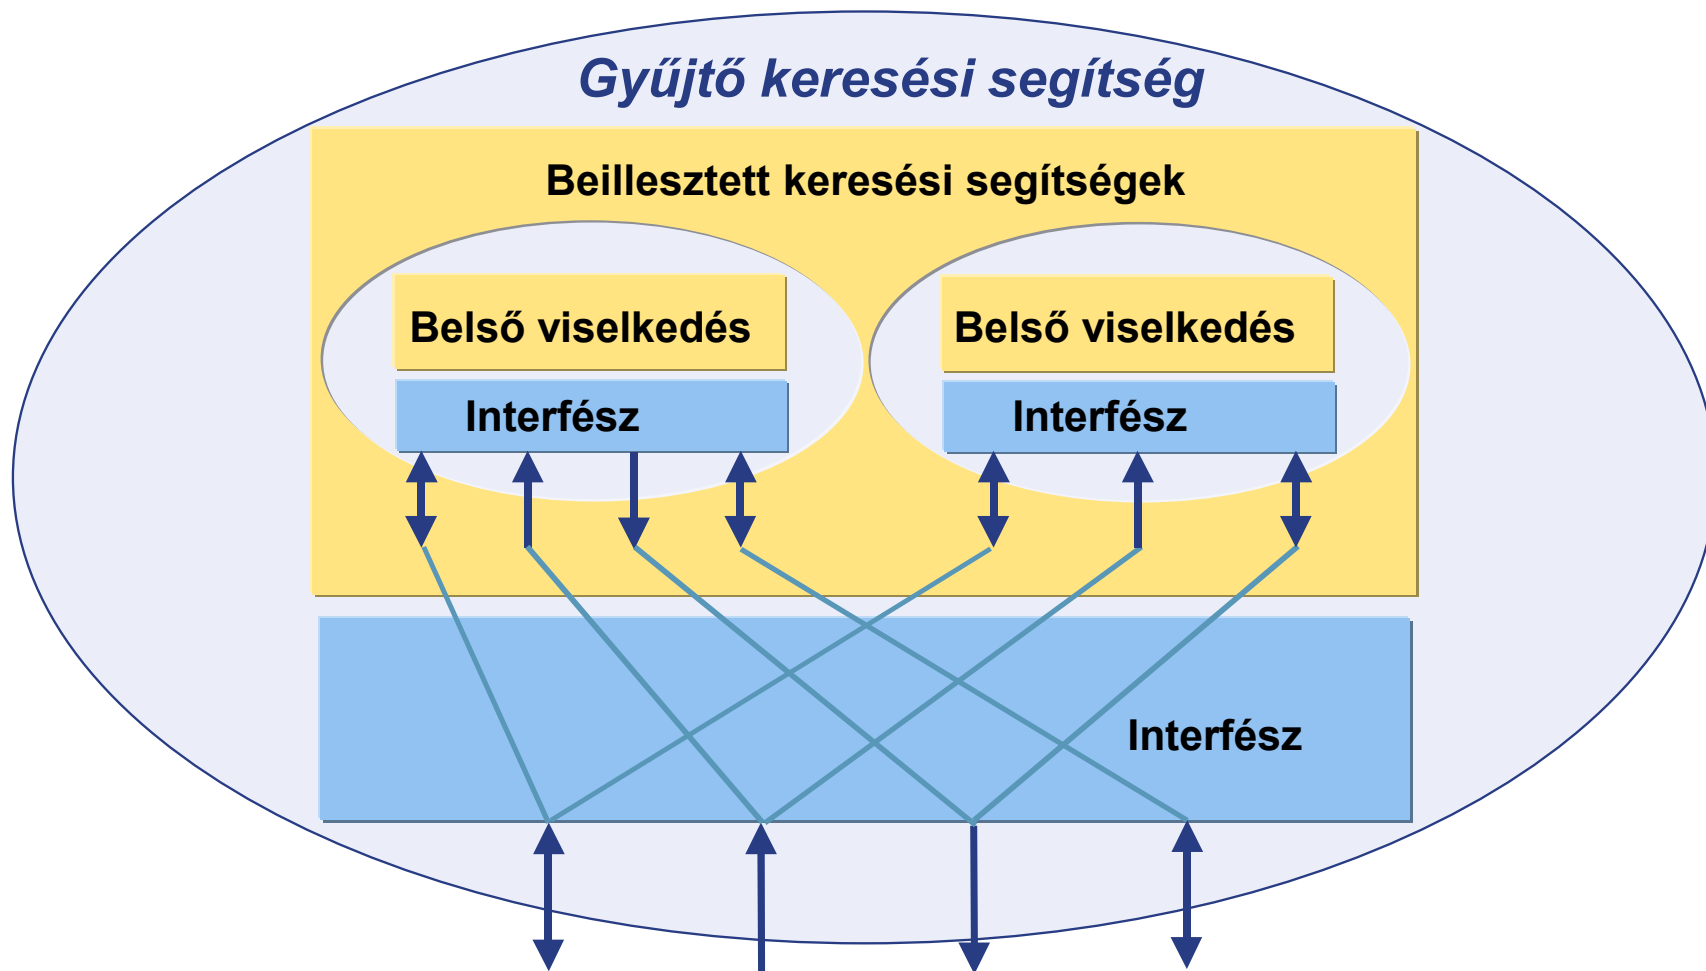 Gyűjtő keresési segítség
Beillesztett keresési segítségek
Belső viselkedés
Belső viselkedés
Interfész
Interfész
Interfész